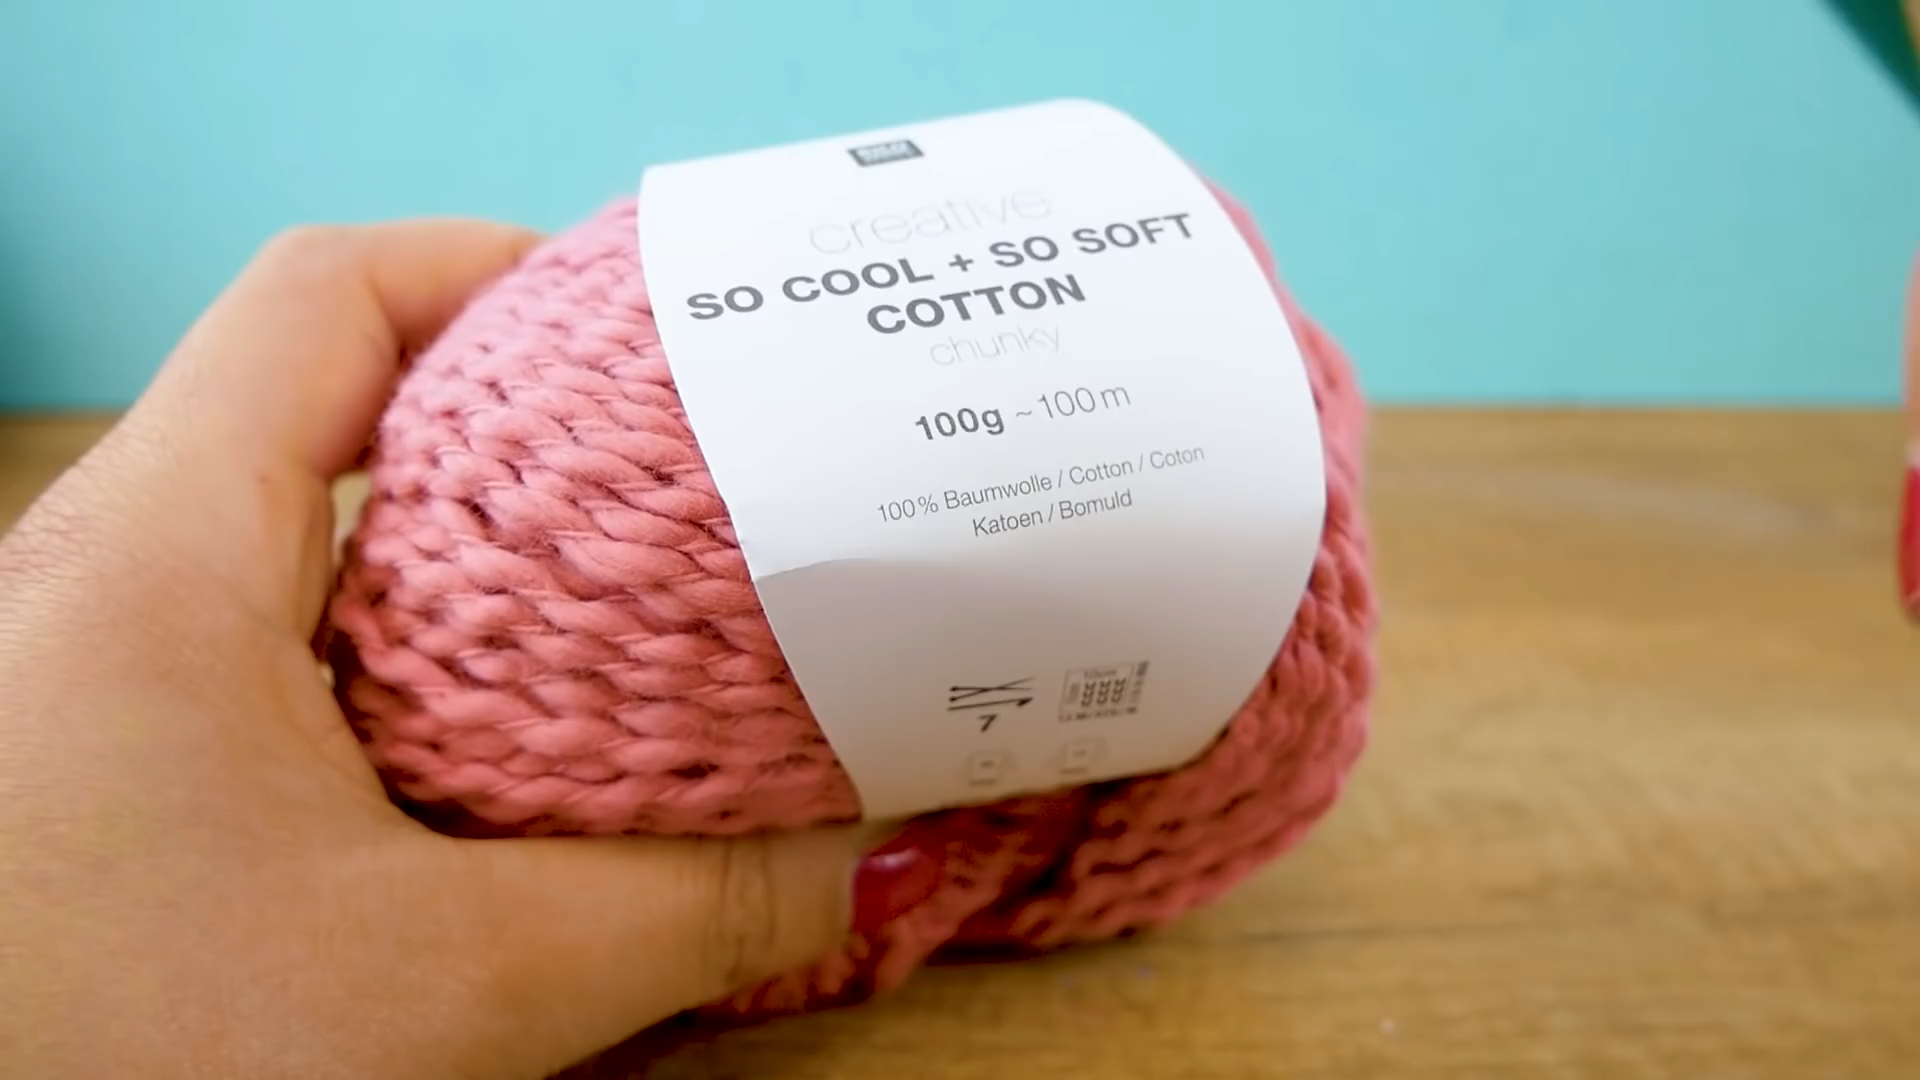 creative
SO COOL + SO SOFT
COTTON
chunky
100g ~ 100 m
100 % Baumwolle / Cotton / Coton
Katoen / Bomuld
7